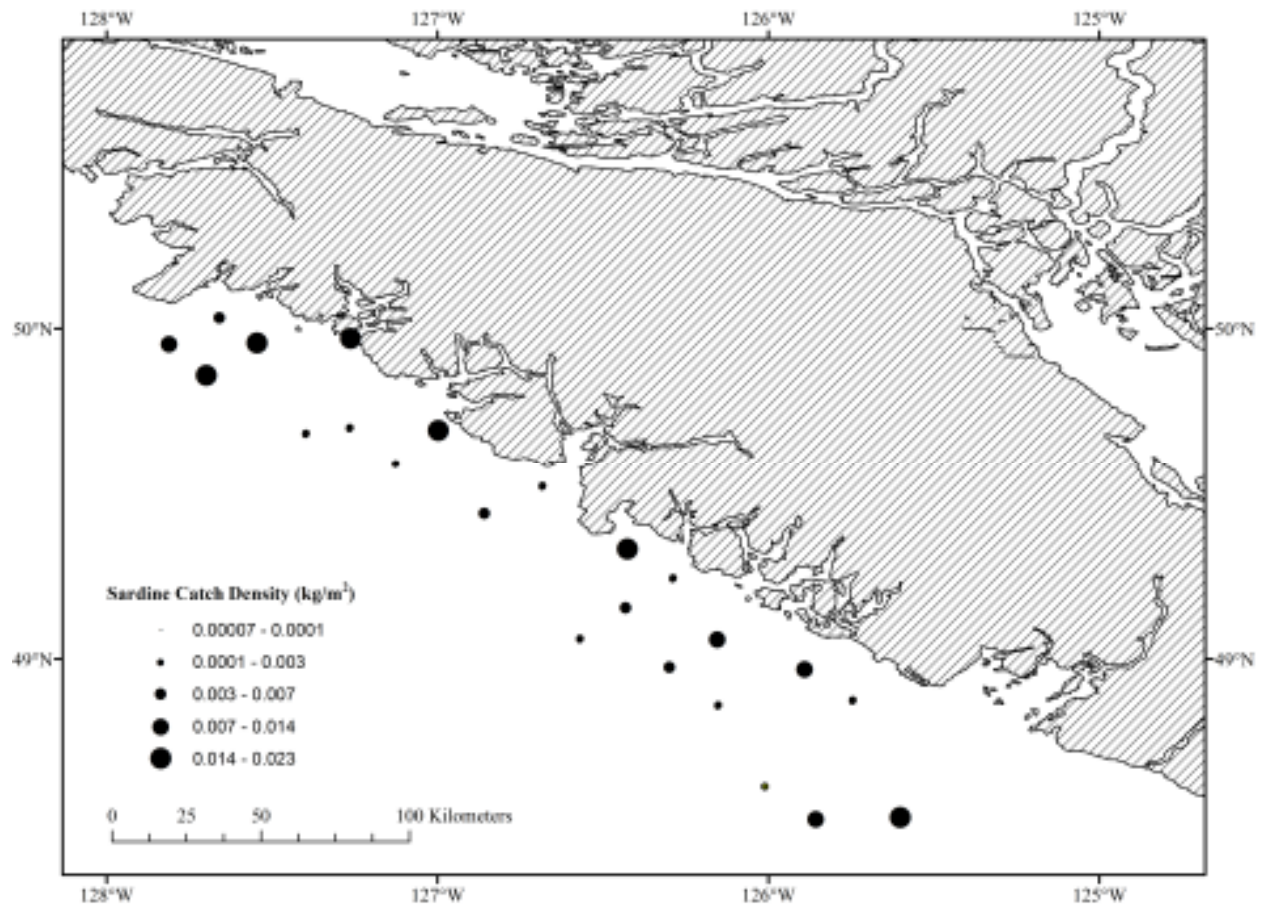 128°W 127°W 126°W 125°W
50°N 50°N
Sardine Catch Density (kg/m²)
0.00007 - 0.0001
0.0001 - 0.003
49°N 49°N
0.003 - 0.007
0.007 - 0.014
0.014 - 0.023
0 25 50 100 Kilometers
128°W 127°W 126°W 125°W